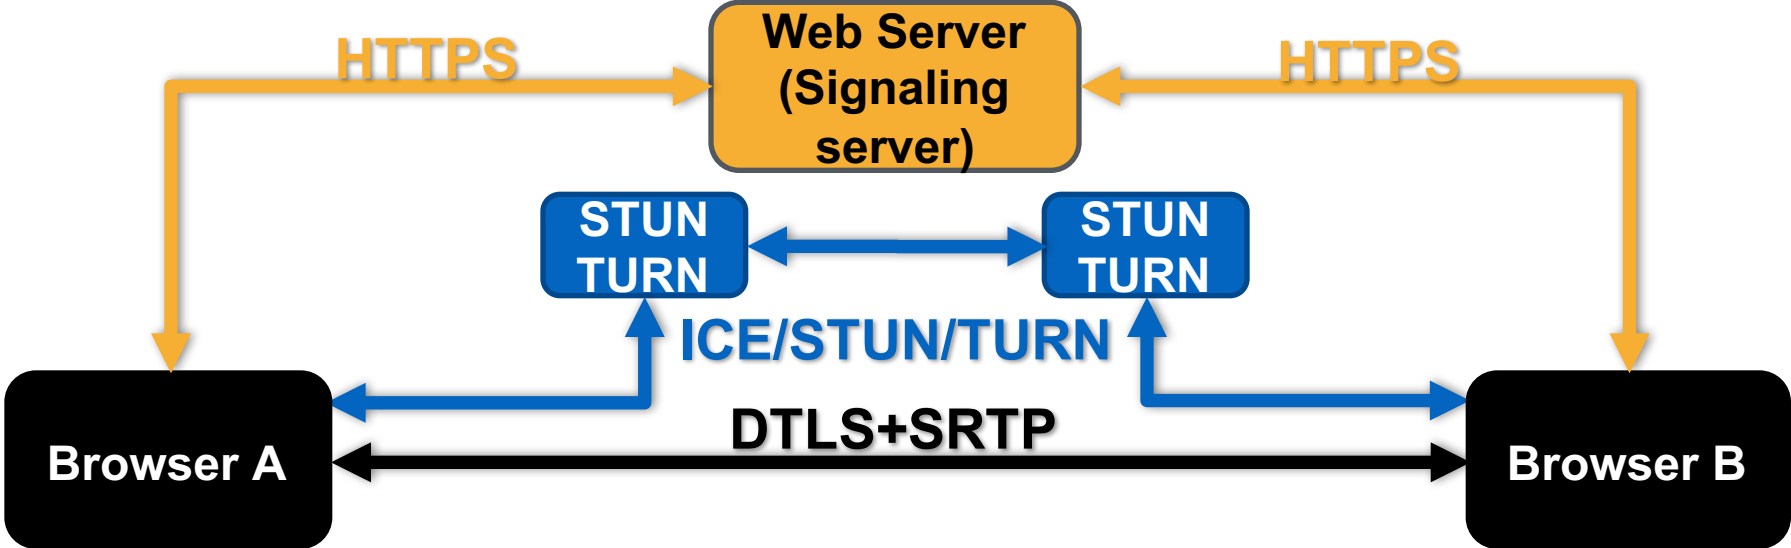 Web Server
(Signaling
server)
HTTPS
HTTPS
STUN
TURN
STUN
TURN
ICE/STUN/TURN
DTLS+SRTP
Browser A
Browser B